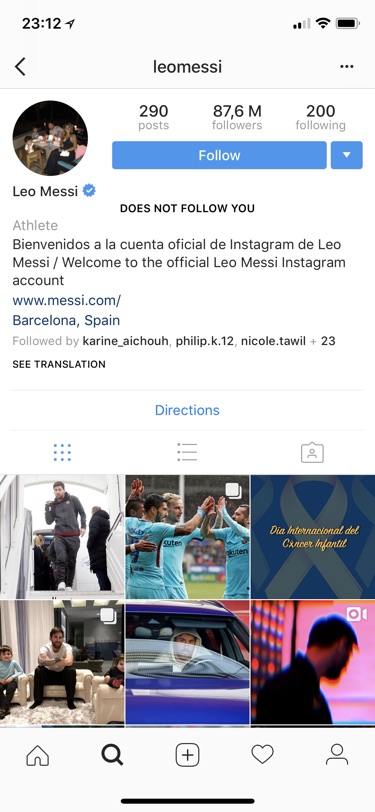 23:12
leomessi
290 87,6 M 200
posts followers following
Follow
Leo Messi
DOES NOT FOLLOW YOU
Athlete
Bienvenidos a la cuenta oficial de Instagram de Leo
Messi / Welcome to the official Leo Messi Instagram
account
www.messi.com/
Barcelona, Spain
Followed by karine_aichouh, philip.k.12, nicole.tawil + 23
SEE TRANSLATION
Directions
Rakuten
Día Internacional del
Cáncer Infantil